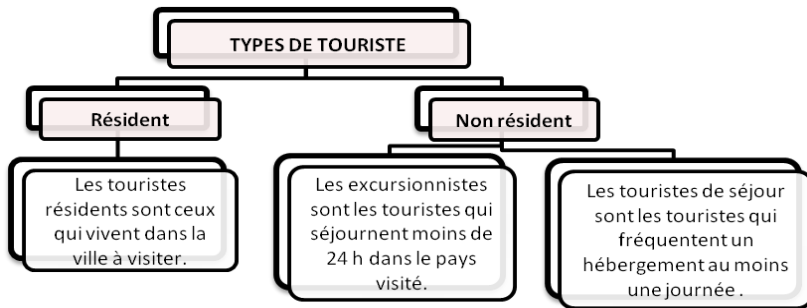 TYPES DE TOURISTE
Résident
Non résident
Les touristes
résidents sont ceux
qui vivent dans la
ville à visiter.
Les excursionnistes
sont les touristes qui
séjournent moins de
24 h dans le pays
visité.
Les touristes de séjour
sont les touristes qui
fréquentent un
hébergement au moins
une journée .